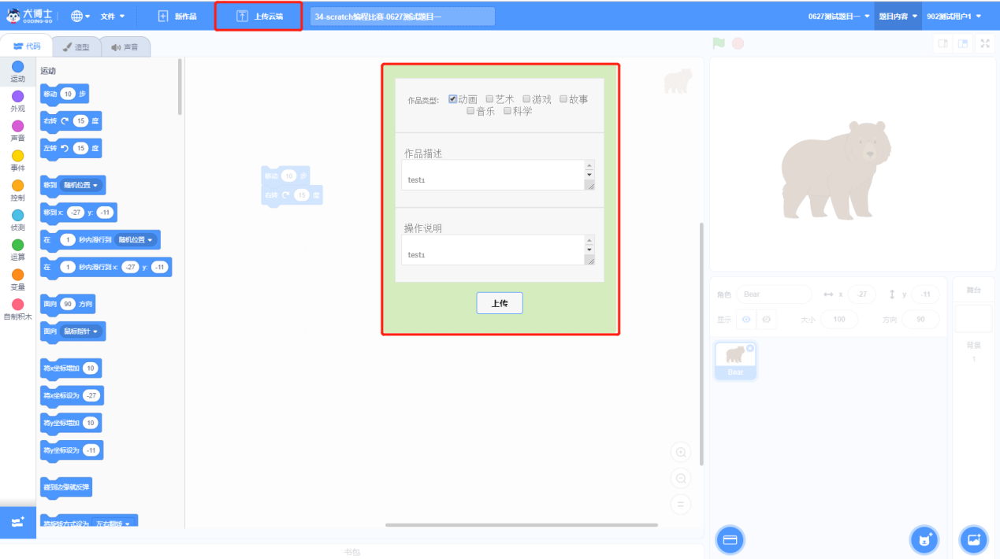 犬博士 CODING-GO 文件 新作品 上传云端 34-scratch编程比赛-0627测试题目一 0627测试题目一 题目内容 902测试用户1
代码 造型 声音
运动
外观
声音
事件
控制
侦测
运算
变量
自制积木
运动
移动 10 步
右转 15 度
左转 15 度
移到 随机位置
移到 x: -27 y: -11
在 1 秒内滑行到 随机位置
在 1 秒内滑行到 x: -27 y: -11
面向 90 方向
面向 鼠标指针
将x坐标增加 10
将x坐标设为 -27
将y坐标增加 10
将y坐标设为 -11
碰到边缘就反弹
将旋转方式设为 左右翻转
移动 10 步
右转 15 度
作品类型: 动画 艺术 游戏 故事
音乐 科学
作品描述
test1
操作说明
test1
上传
角色 Bear x -27 y -11
显示 大小 100 方向 90
Bear
舞台
背景
1
书包